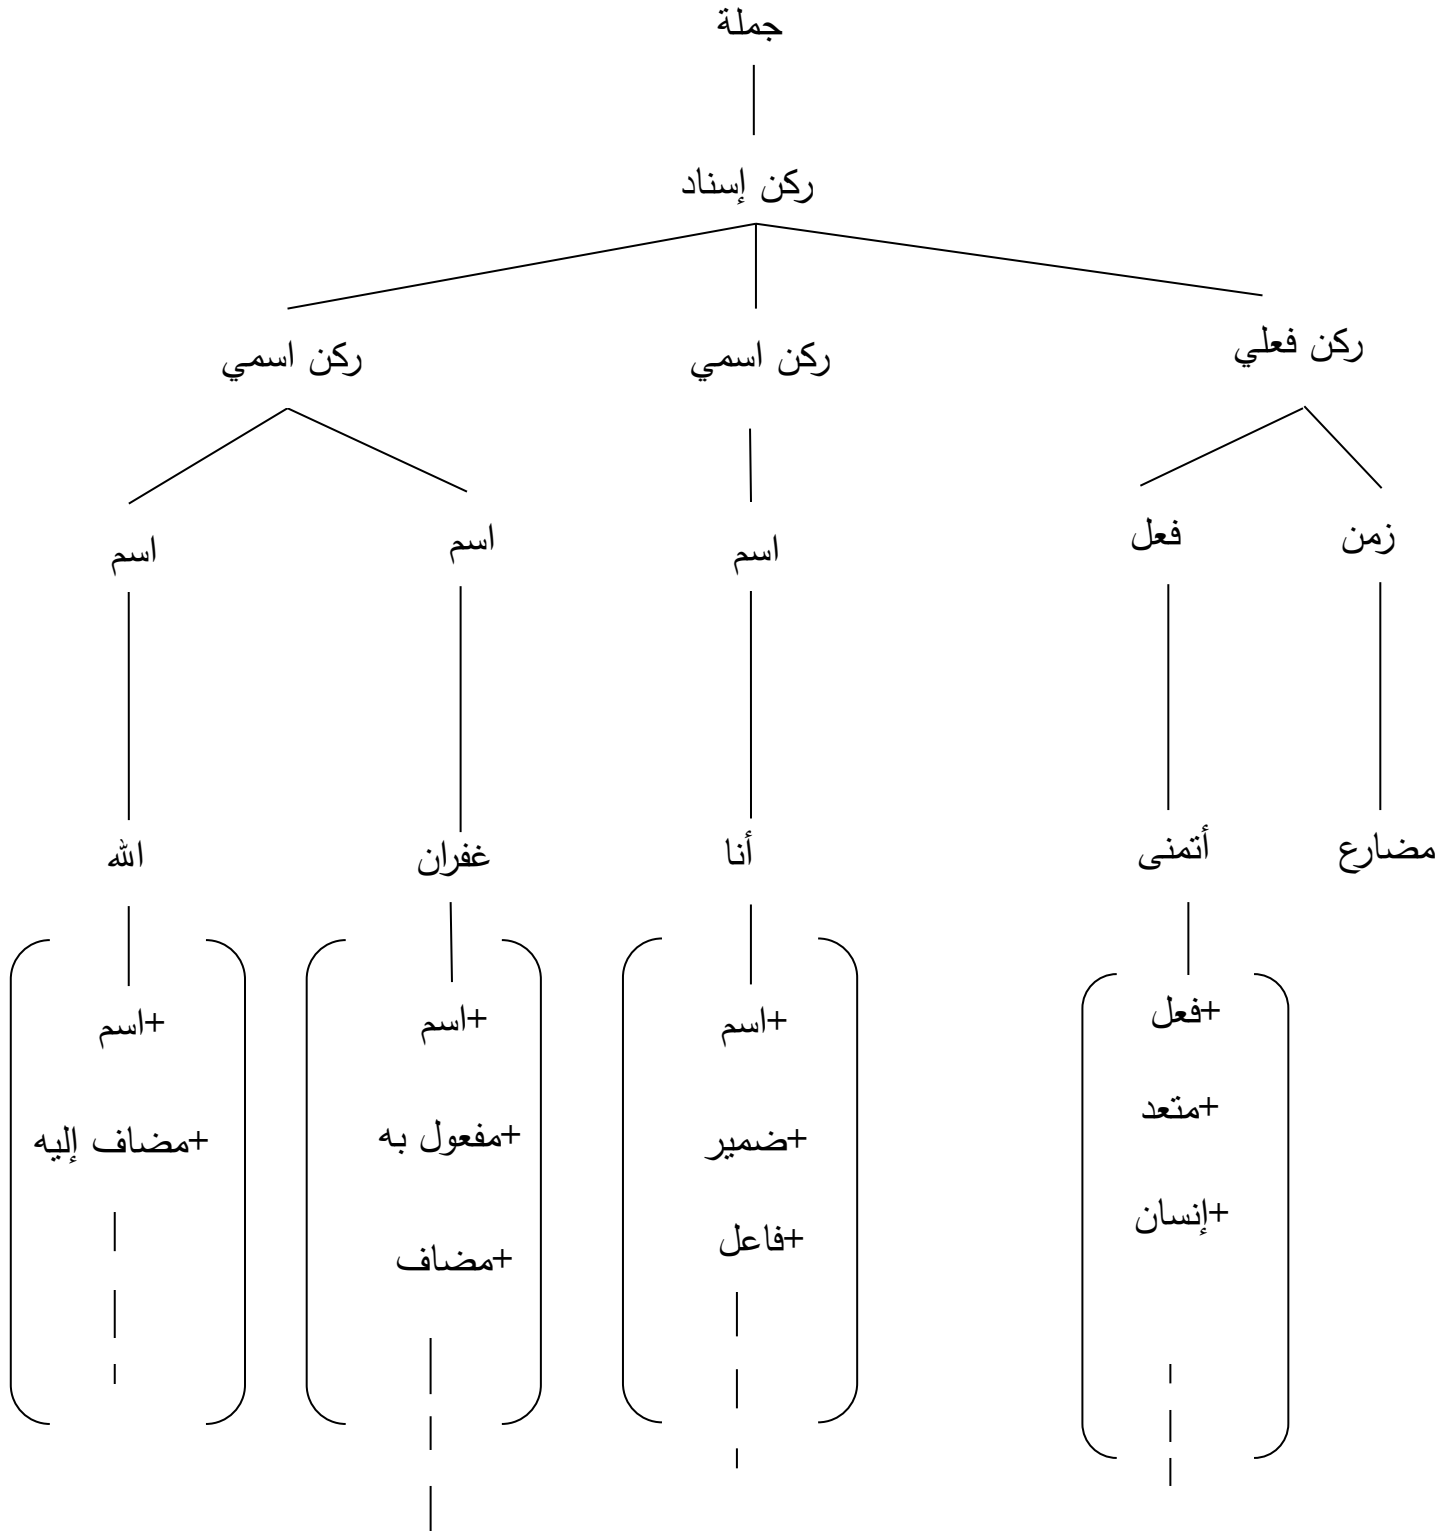 جملة
ركن إسناد
ركن فعلي
ركن اسمي
ركن اسمي
زمن
فعل
اسم
اسم
اسم
مضارع
أتمنى
أنا
غفران
الله
+فعل
+متعد
+إنسان
+اسم
+ضمير
+فاعل
+اسم
+مفعول به
+مضاف
+اسم
+مضاف إليه